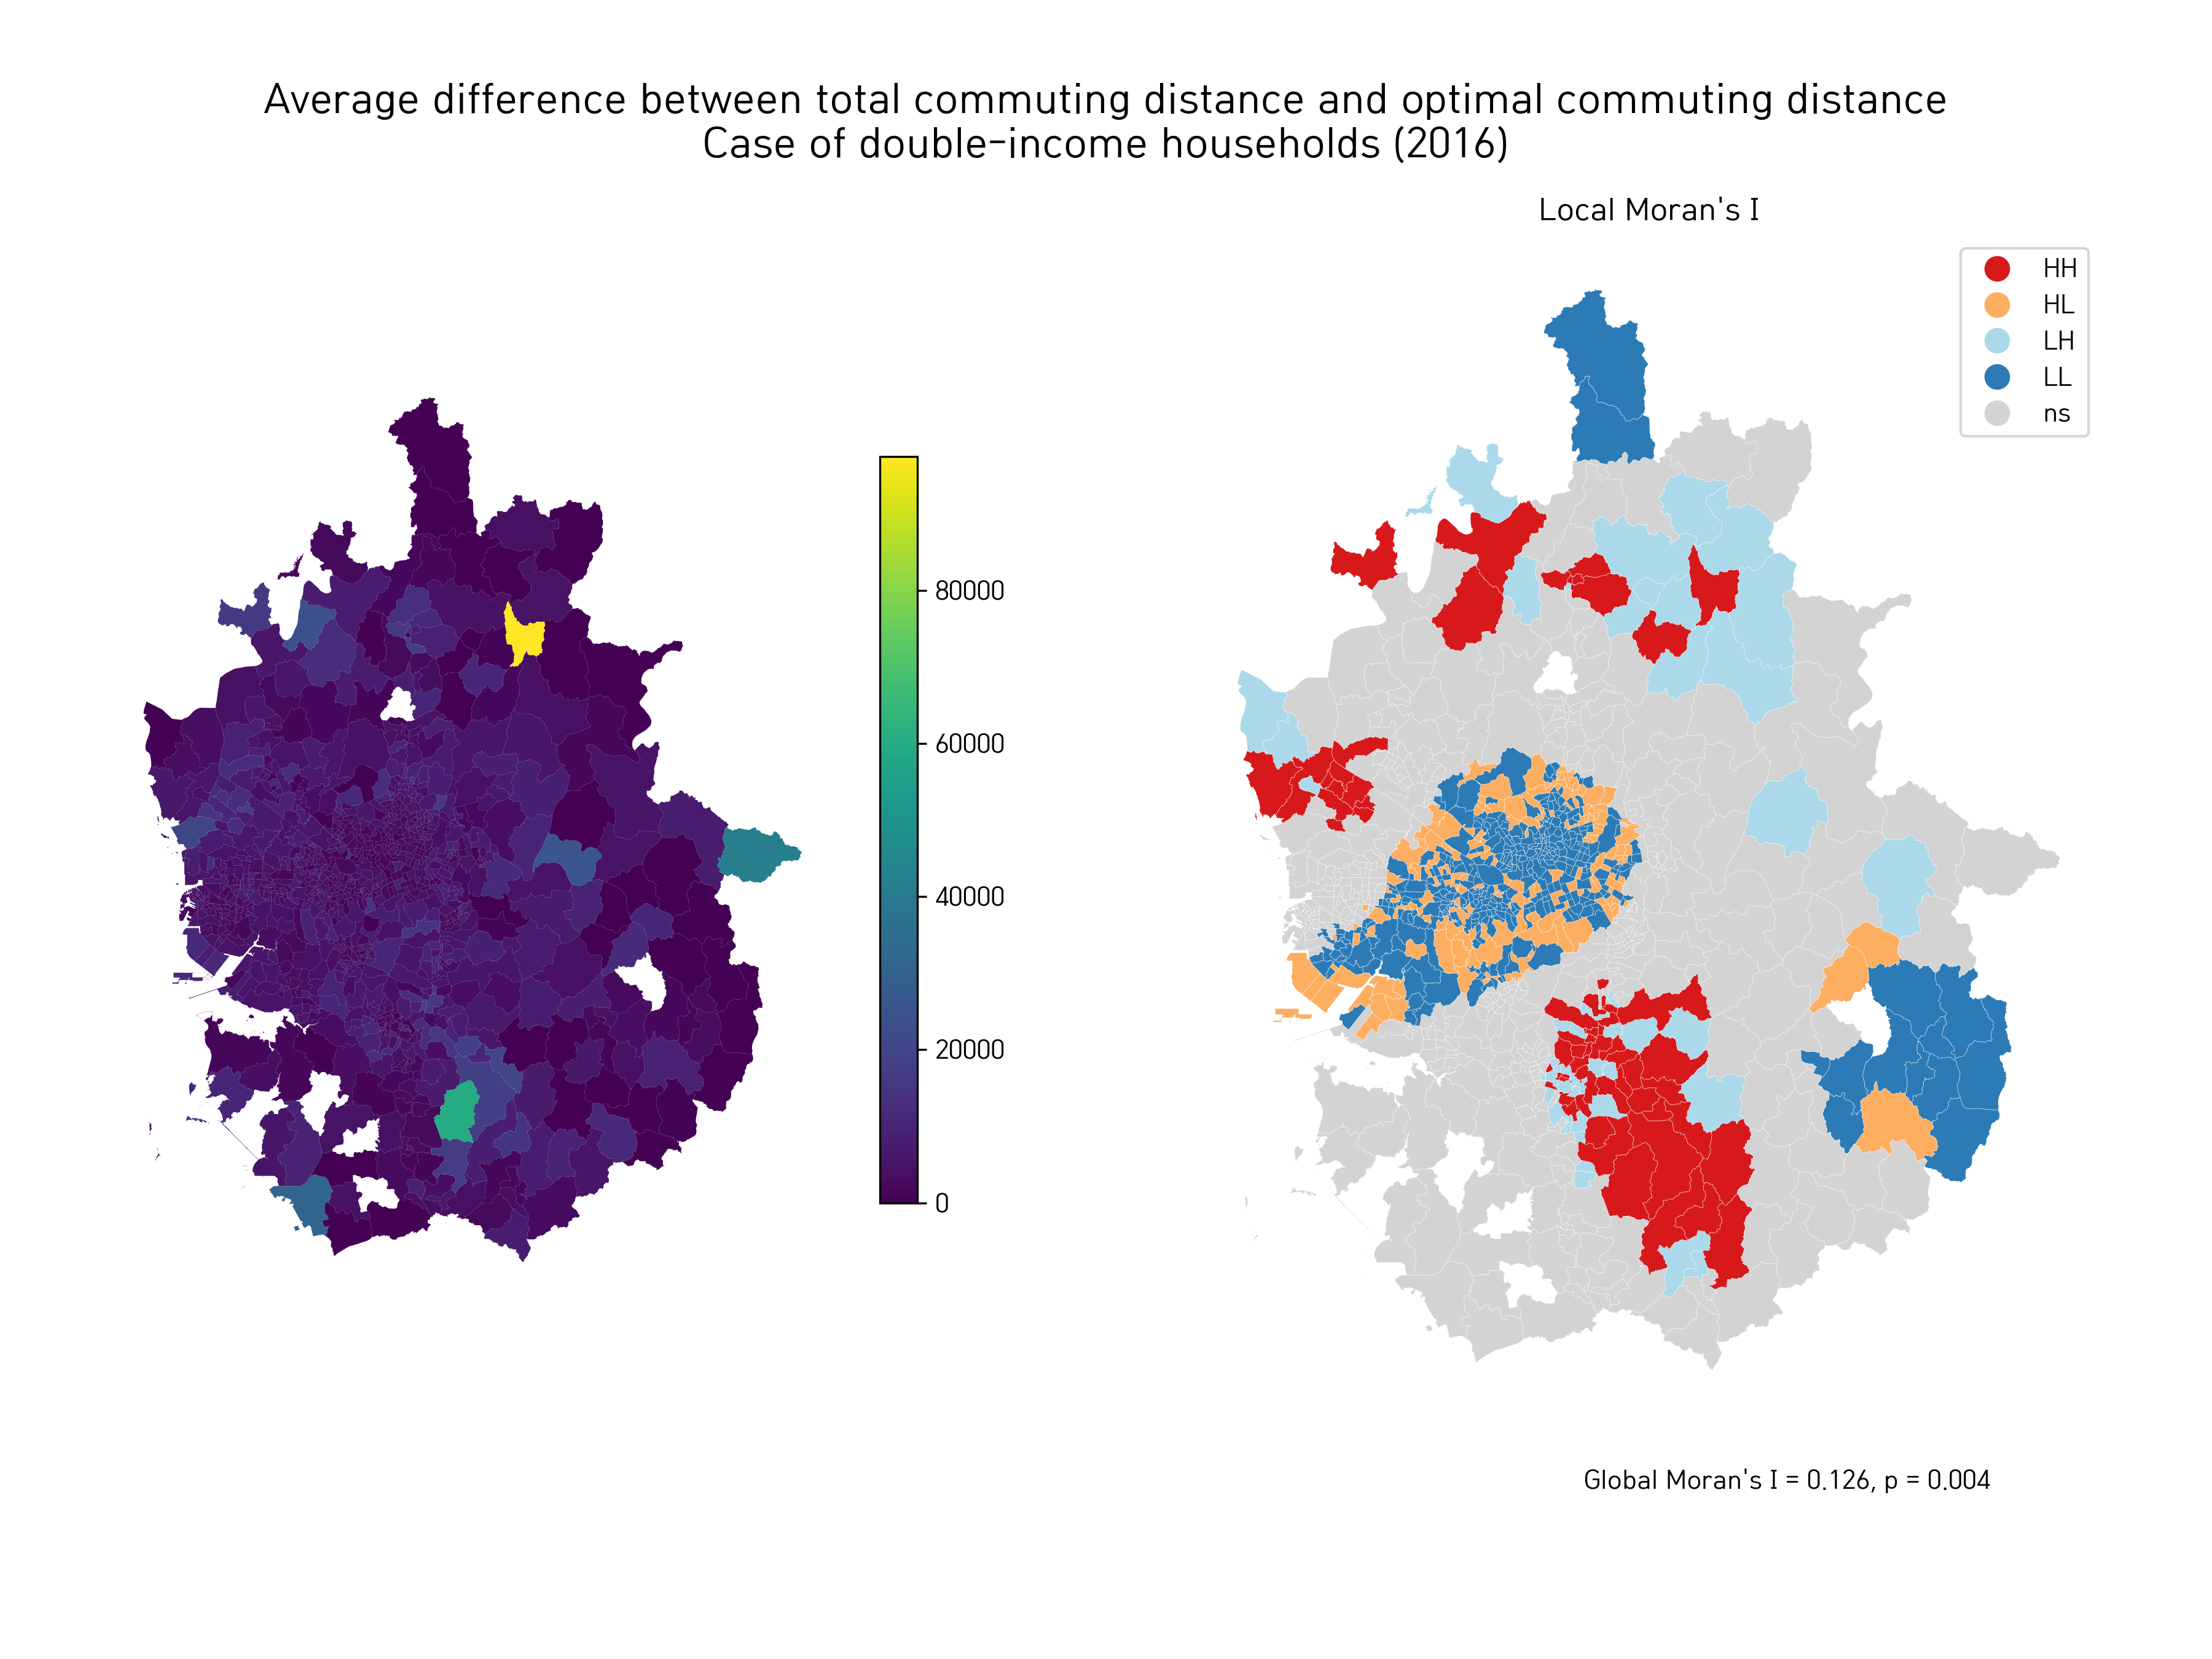 Average difference between total commuting distance and optimal commuting distance
Case of double-income households (2016)
Local Moran's I
HH
HL
LH
LL
ns
80000
60000
40000
20000
0
Global Moran's I = 0.126, p = 0.004